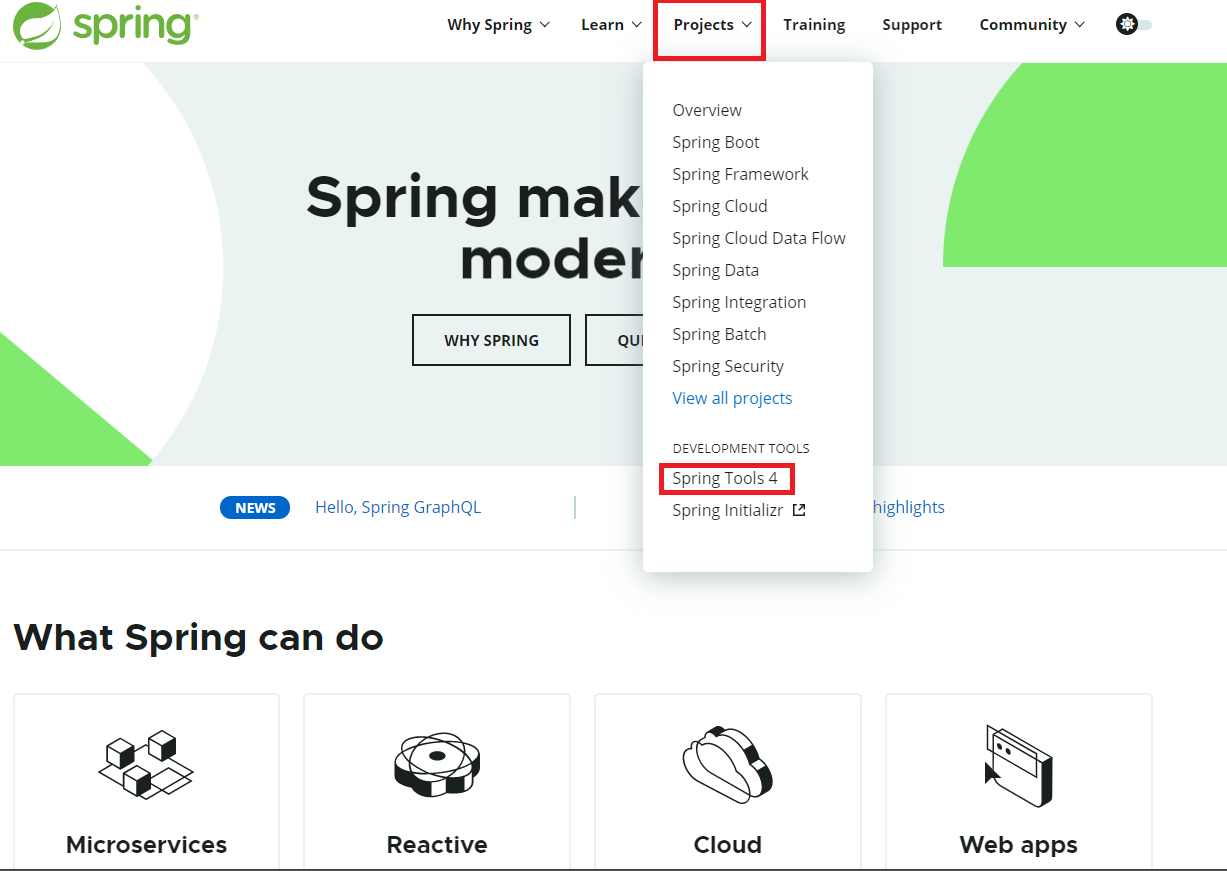 spring®
Why Spring
Learn
Projects
Training
Support
Community
Overview
Spring Boot
Spring Framework
Spring Cloud
Spring Cloud Data Flow
Spring Data
Spring Integration
Spring Batch
Spring Security
View all projects
DEVELOPMENT TOOLS
Spring Tools 4
Spring Initializr
Spring mak
moder
WHY SPRING
QUI
NEWS
Hello, Spring GraphQL
highlights
What Spring can do
Microservices
Reactive
Cloud
Web apps